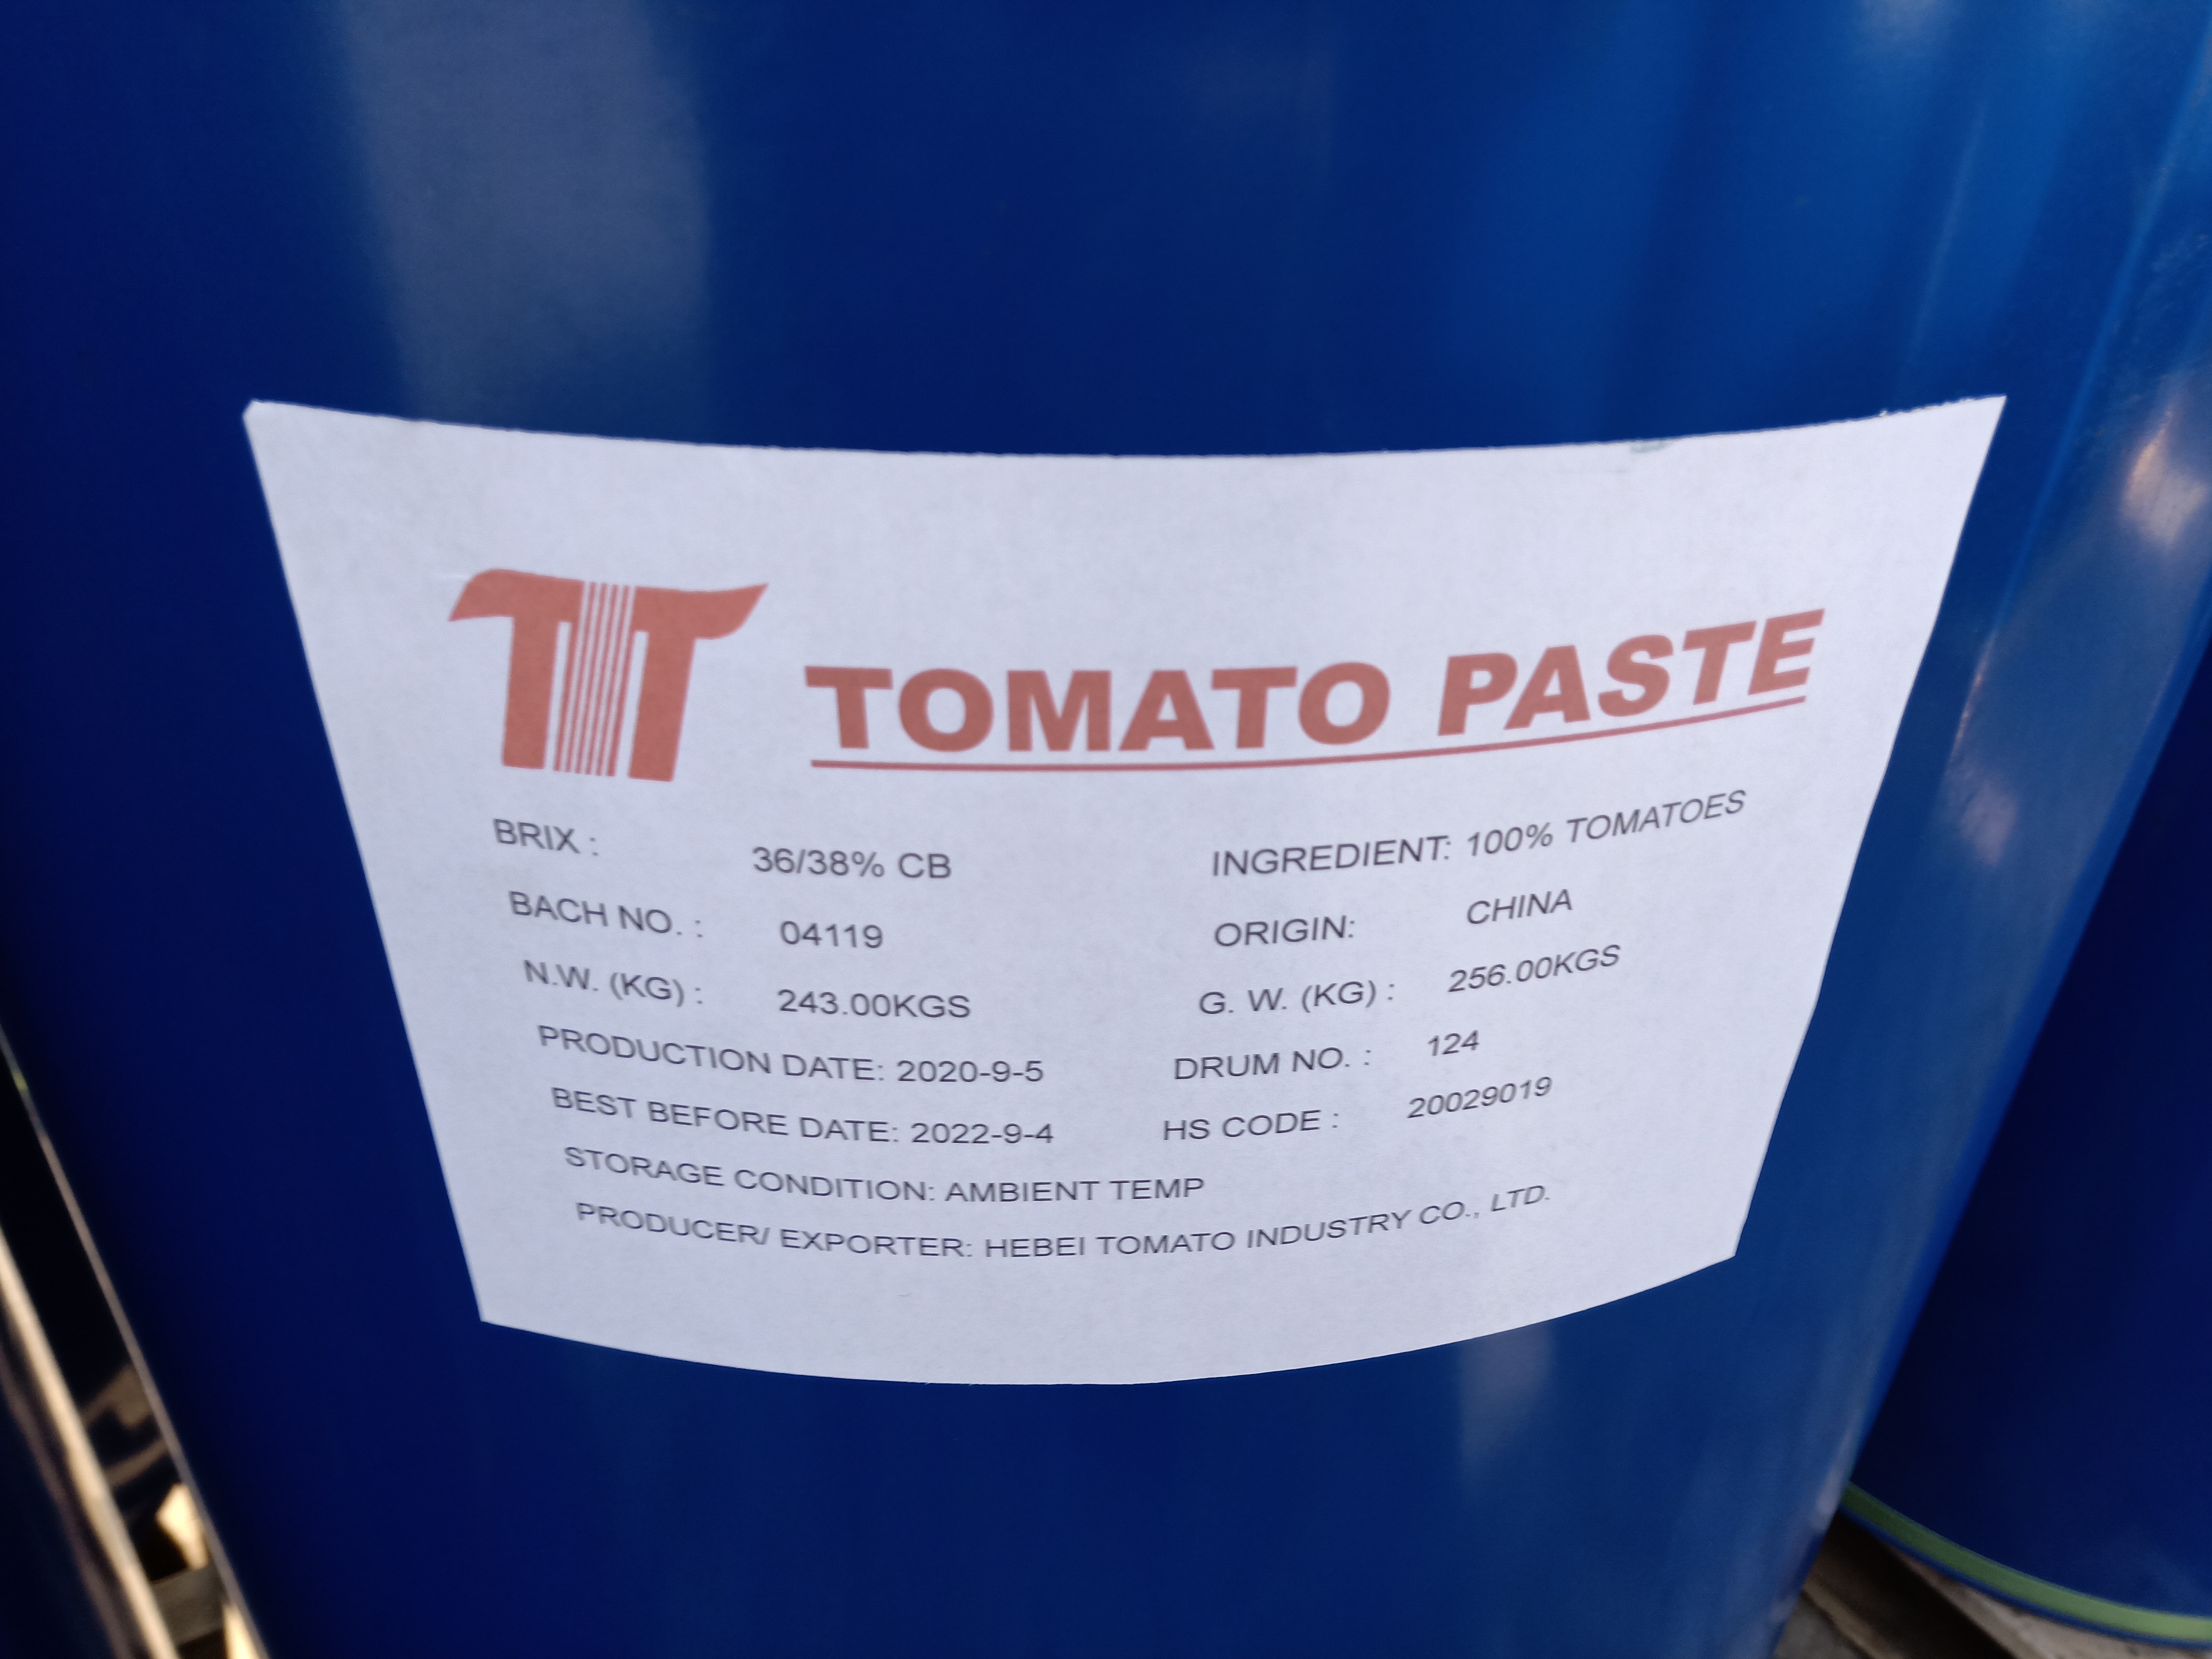 TT TOMATO PASTE
BRIX : 36/38% CB INGREDIENT: 100% TOMATOES
BACH NO. : 04119 ORIGIN: CHINA
N.W. (KG) : 243.00KGS G. W. (KG) : 256.00KGS
PRODUCTION DATE: 2020-9-5 DRUM NO. : 124
BEST BEFORE DATE: 2022-9-4 HS CODE : 20029019
STORAGE CONDITION: AMBIENT TEMP
PRODUCER/ EXPORTER: HEBEI TOMATO INDUSTRY CO., LTD.